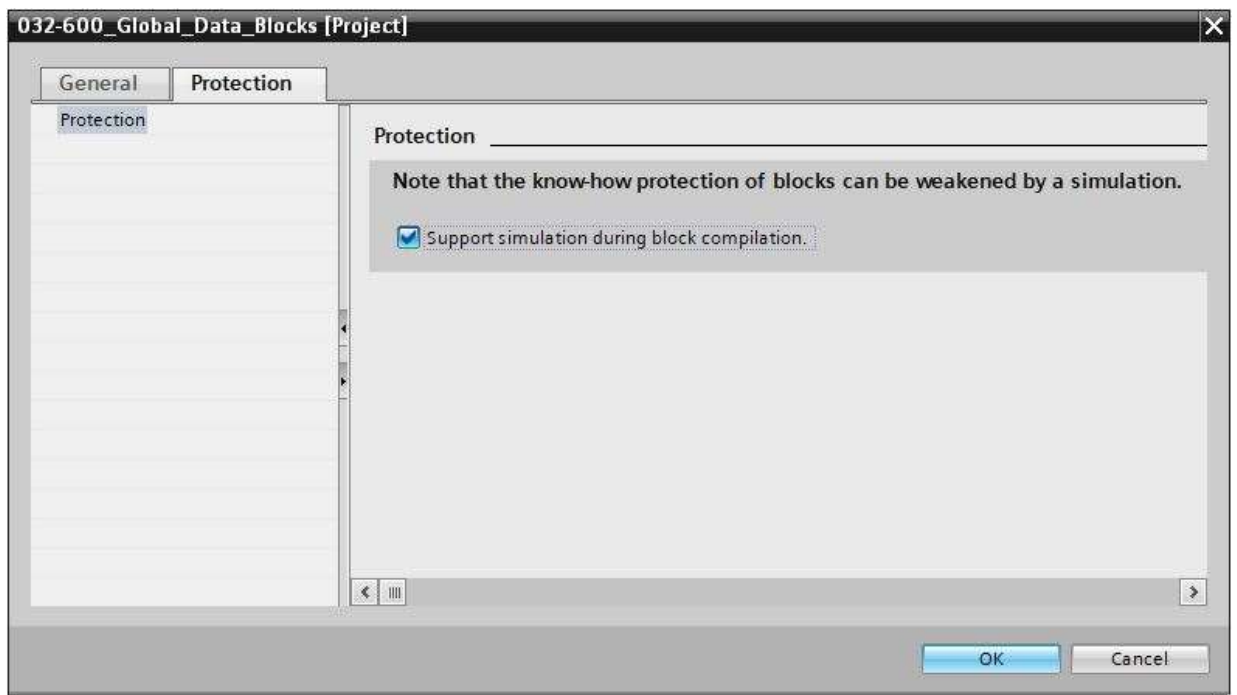 032-600_Global_Data_Blocks [Project]
General Protection
Protection
Protection
Note that the know-how protection of blocks can be weakened by a simulation.
Support simulation during block compilation.
OK Cancel